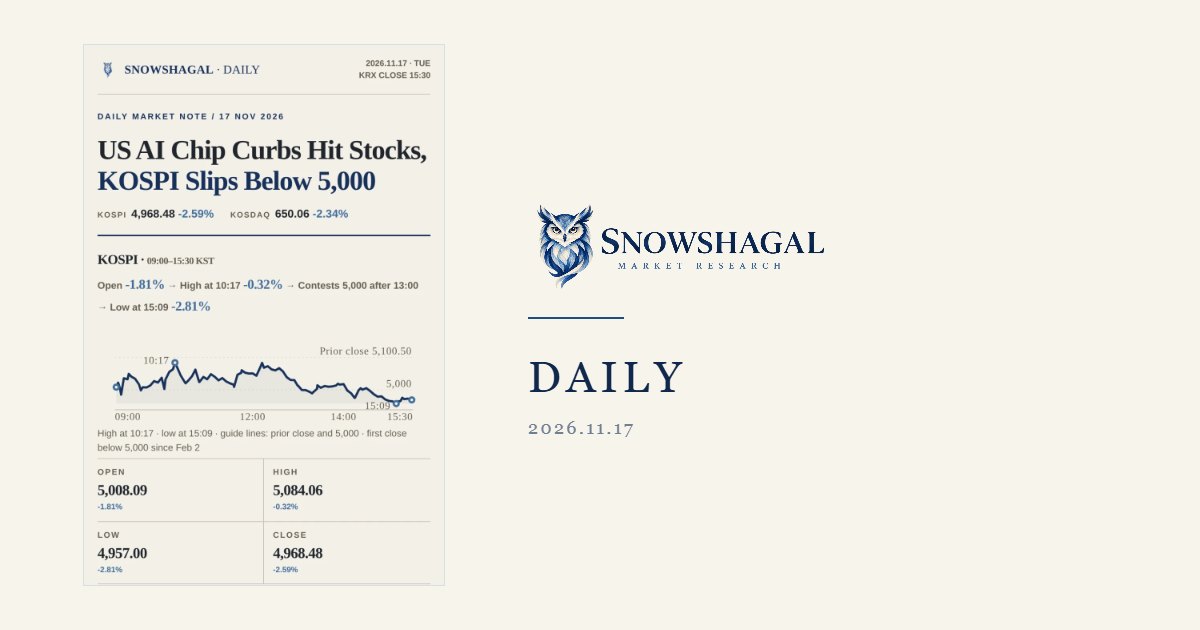 SNOWSHAGAL · DAILY
2026.11.17 · TUE
KRX CLOSE 15:30
DAILY MARKET NOTE / 17 NOV 2026
US AI Chip Curbs Hit Stocks,
KOSPI Slips Below 5,000
KOSPI 4,968.48 -2.59% KOSDAQ 650.06 -2.34%
KOSPI · 09:00–15:30 KST
Open -1.81% → High at 10:17 -0.32% → Contests 5,000 after 13:00
→ Low at 15:09 -2.81%
Prior close 5,100.50
10:17
5,000
15:09
09:00 12:00 14:00 15:30
High at 10:17 · low at 15:09 · guide lines: prior close and 5,000 · first close
below 5,000 since Feb 2
OPEN
5,008.09
-1.81%
HIGH
5,084.06
-0.32%
LOW
4,957.00
-2.81%
CLOSE
4,968.48
-2.59%
SNOWSHAGAL
MARKET RESEARCH
DAILY
2026.11.17